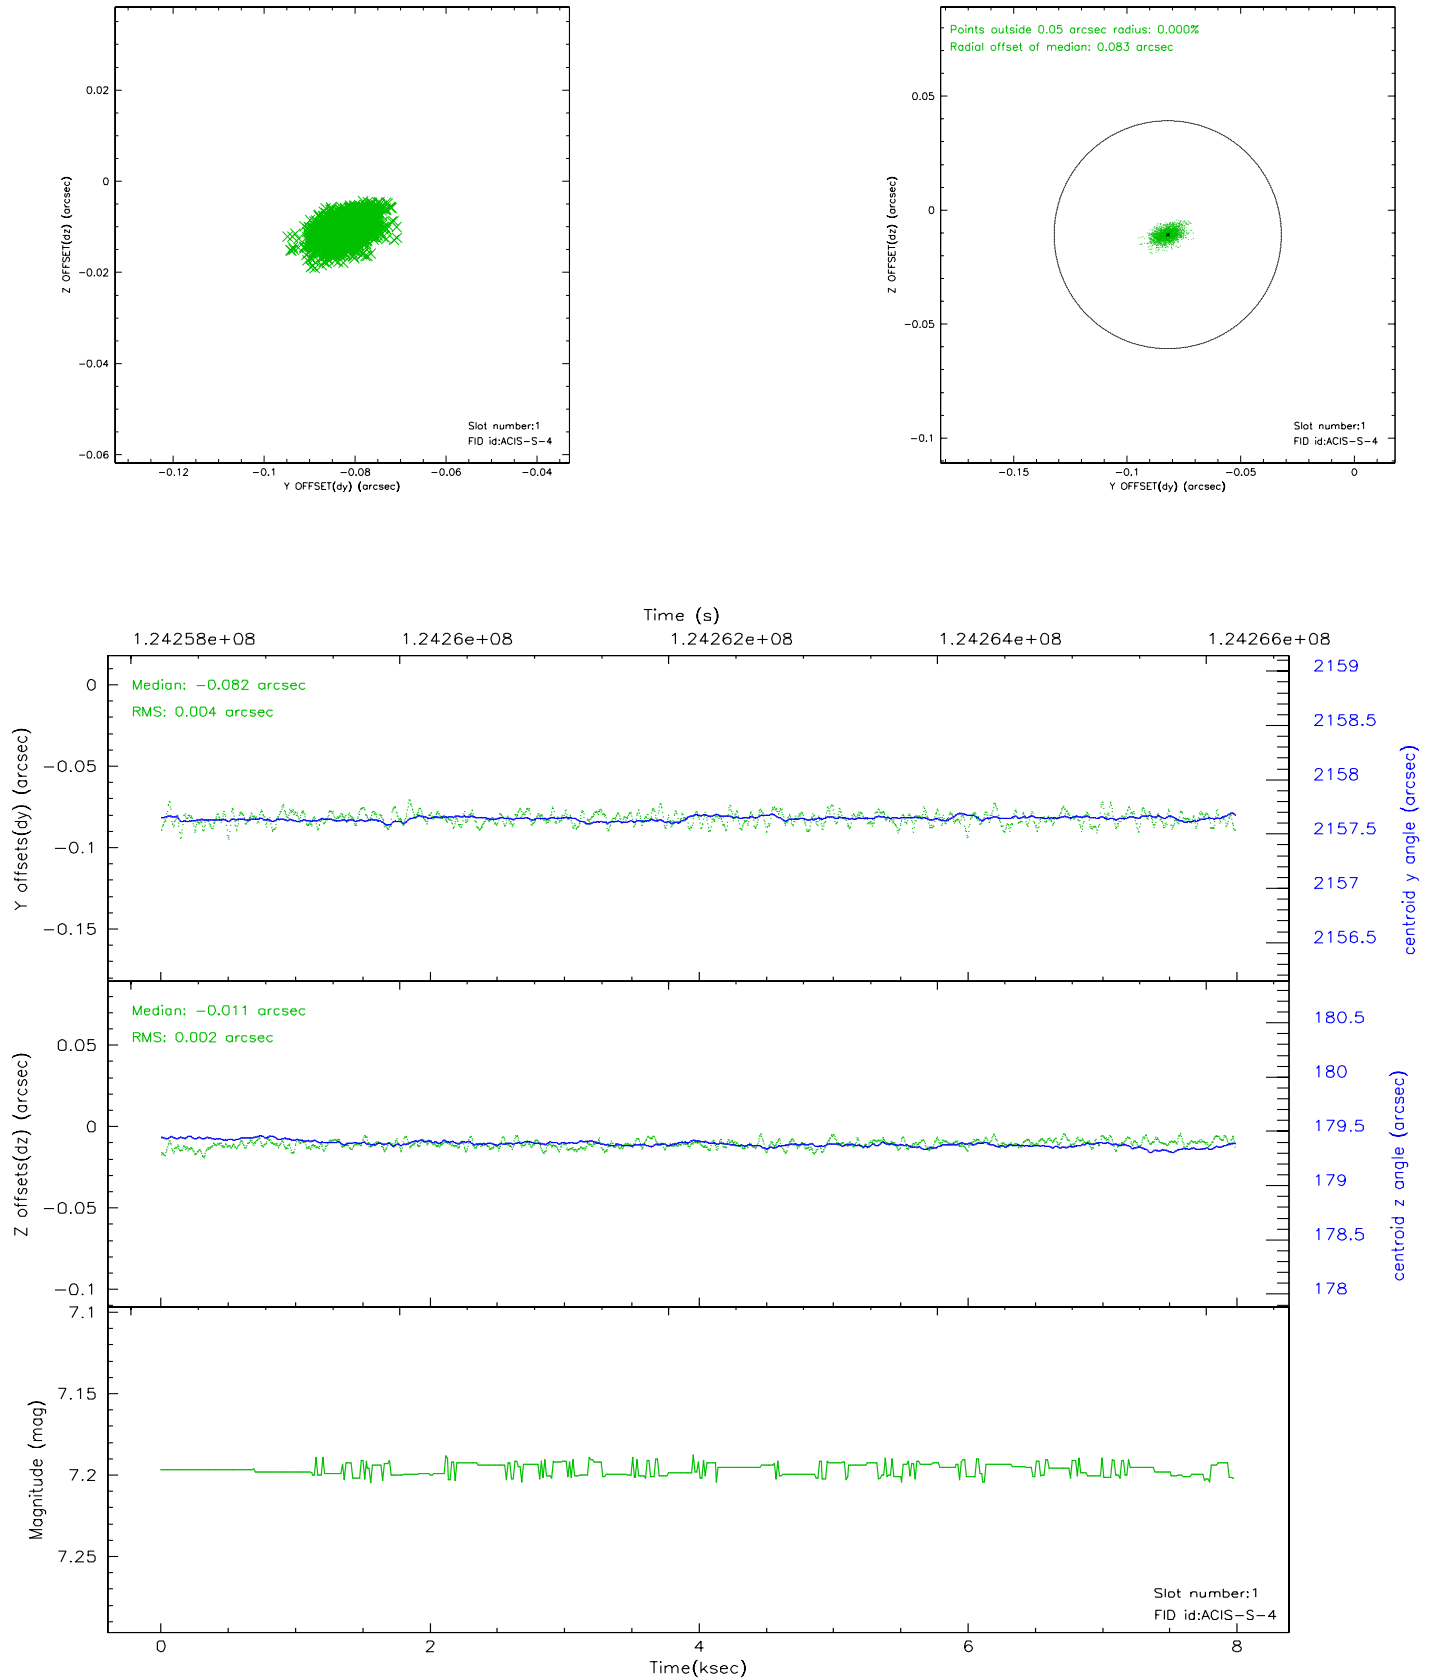 0.02
0
−0.02
−0.04
−0.06
Z OFFSET(dz) (arcsec)
Slot number:1
FID id:ACIS−S−4
−0.12
−0.1
−0.08
−0.06
−0.04
Y OFFSET(dy) (arcsec)
Points outside 0.05 arcsec radius: 0.000%
Radial offset of median: 0.083 arcsec
0.05
0
−0.05
−0.1
Z OFFSET(dz) (arcsec)
Slot number:1
FID id:ACIS−S−4
−0.15
−0.1
−0.05
0
Y OFFSET(dy) (arcsec)
Time (s)
1.24258e+08
1.2426e+08
1.24262e+08
1.24264e+08
1.24266e+08
Median: −0.082 arcsec
RMS: 0.004 arcsec
0
−0.05
−0.1
−0.15
Y offsets(dy) (arcsec)
2159
2158.5
2158
2157.5
2157
2156.5
centroid y angle (arcsec)
Median: −0.011 arcsec
RMS: 0.002 arcsec
0.05
0
−0.05
−0.1
Z offsets(dz) (arcsec)
180.5
180
179.5
179
178.5
178
centroid z angle (arcsec)
7.1
7.15
7.2
7.25
Magnitude (mag)
Slot number:1
FID id:ACIS−S−4
0
2
4
6
8
Time(ksec)